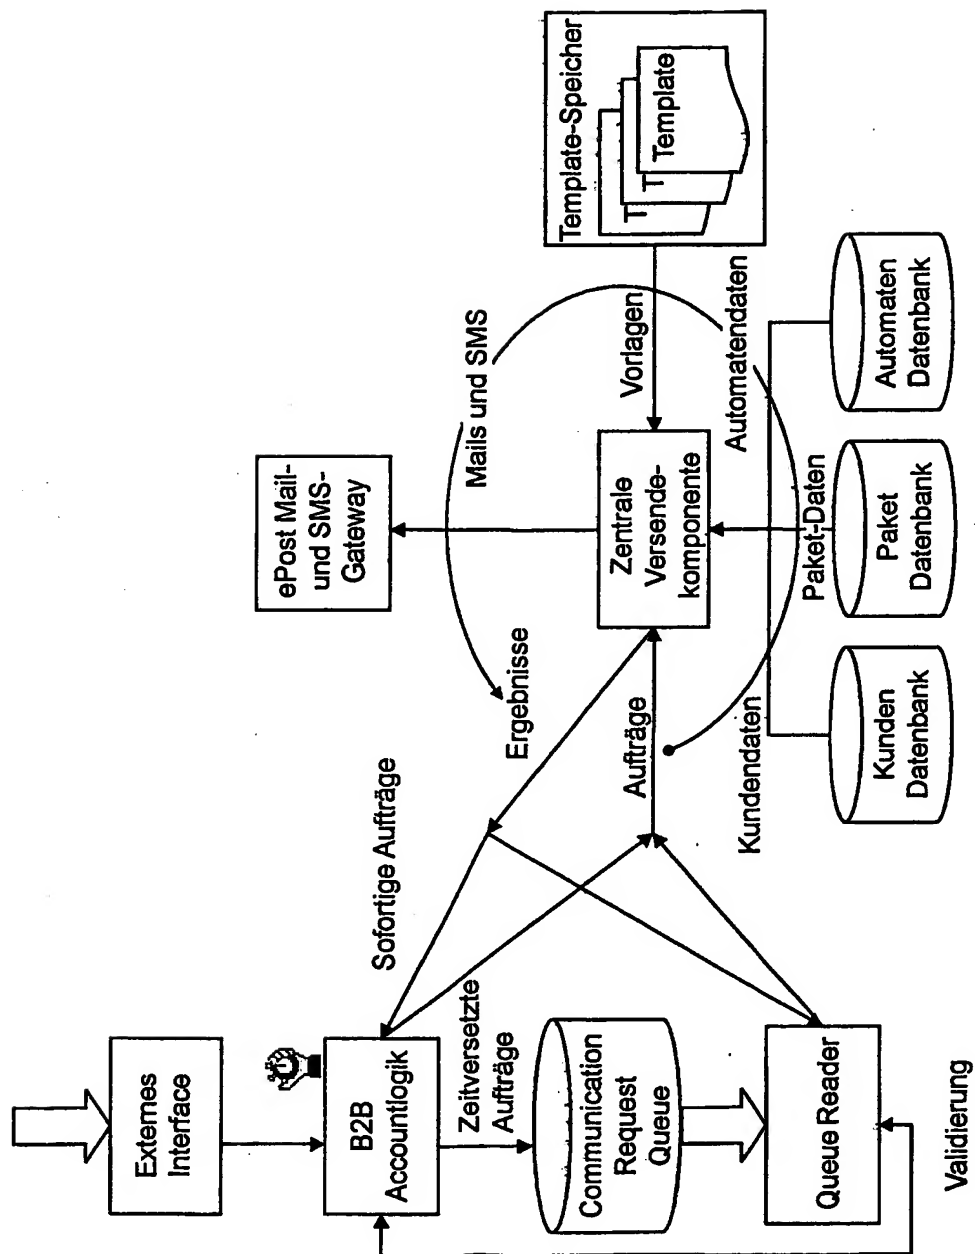 Externes
Interface
B2B
Accountlogik
Sofortige Aufträge
ePost Mail-
und SMS-
Gateway
Zeitversetzte
Aufträge
Ergebnisse
Mails und SMS
Communication
Request
Queue
Aufträge
Zentrale
Versende-
komponente
Vorlagen
Template-Speicher
T
T
Template
Queue Reader
Kundendaten
Paket-Daten
Automatendaten
Kunden
Datenbank
Paket
Datenbank
Automaten
Datenbank
Validierung